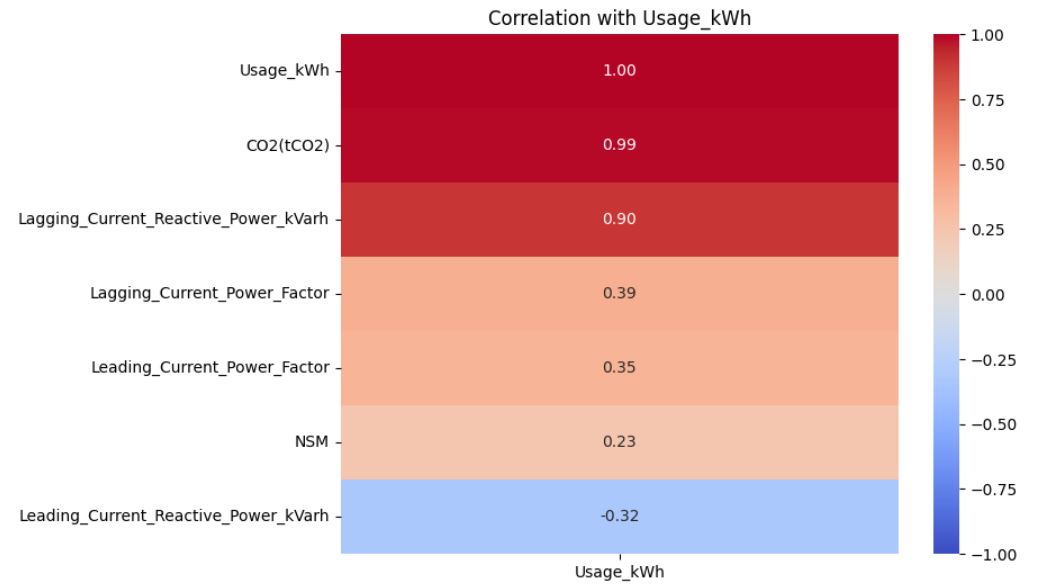 Correlation with Usage_kWh
Usage_kWh
1.00
CO2(tCO2)
0.99
Lagging_Current_Reactive_Power_kVarh
0.90
Lagging_Current_Power_Factor
0.39
Leading_Current_Power_Factor
0.35
NSM
0.23
Leading_Current_Reactive_Power_kVarh
-0.32
Usage_kWh
1.00
0.75
0.50
0.25
0.00
−0.25
−0.50
−0.75
−1.00